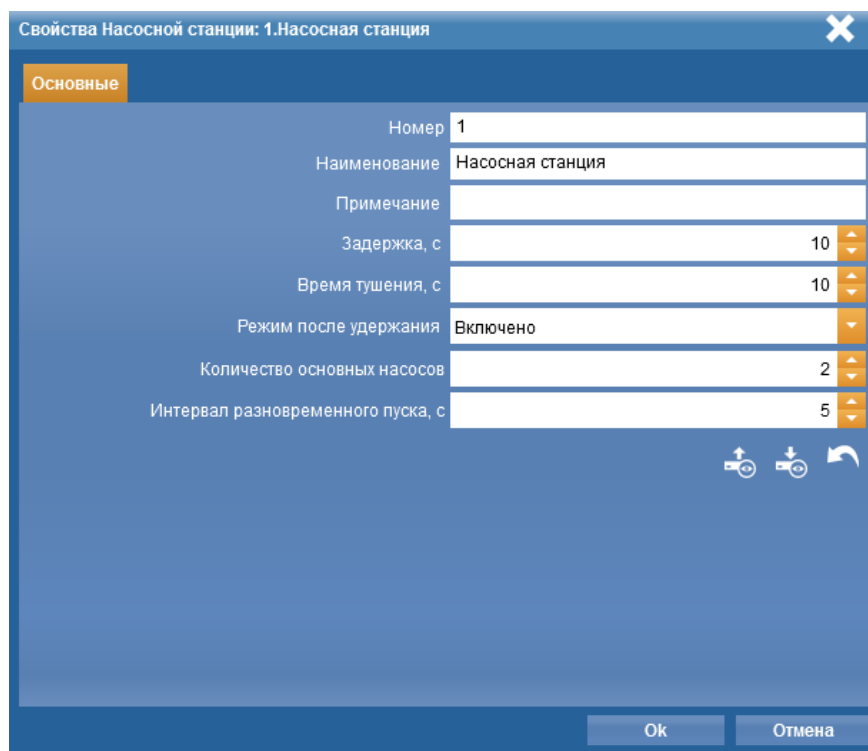 Свойства Насосной станции: 1.Насосная станция
Основные
Номер 1
Наименование Насосная станция
Примечание
Задержка, с 10
Время тушения, с 10
Режим после удержания Включено
Количество основных насосов 2
Интервал разновременного пуска, с 5
Ok Отмена